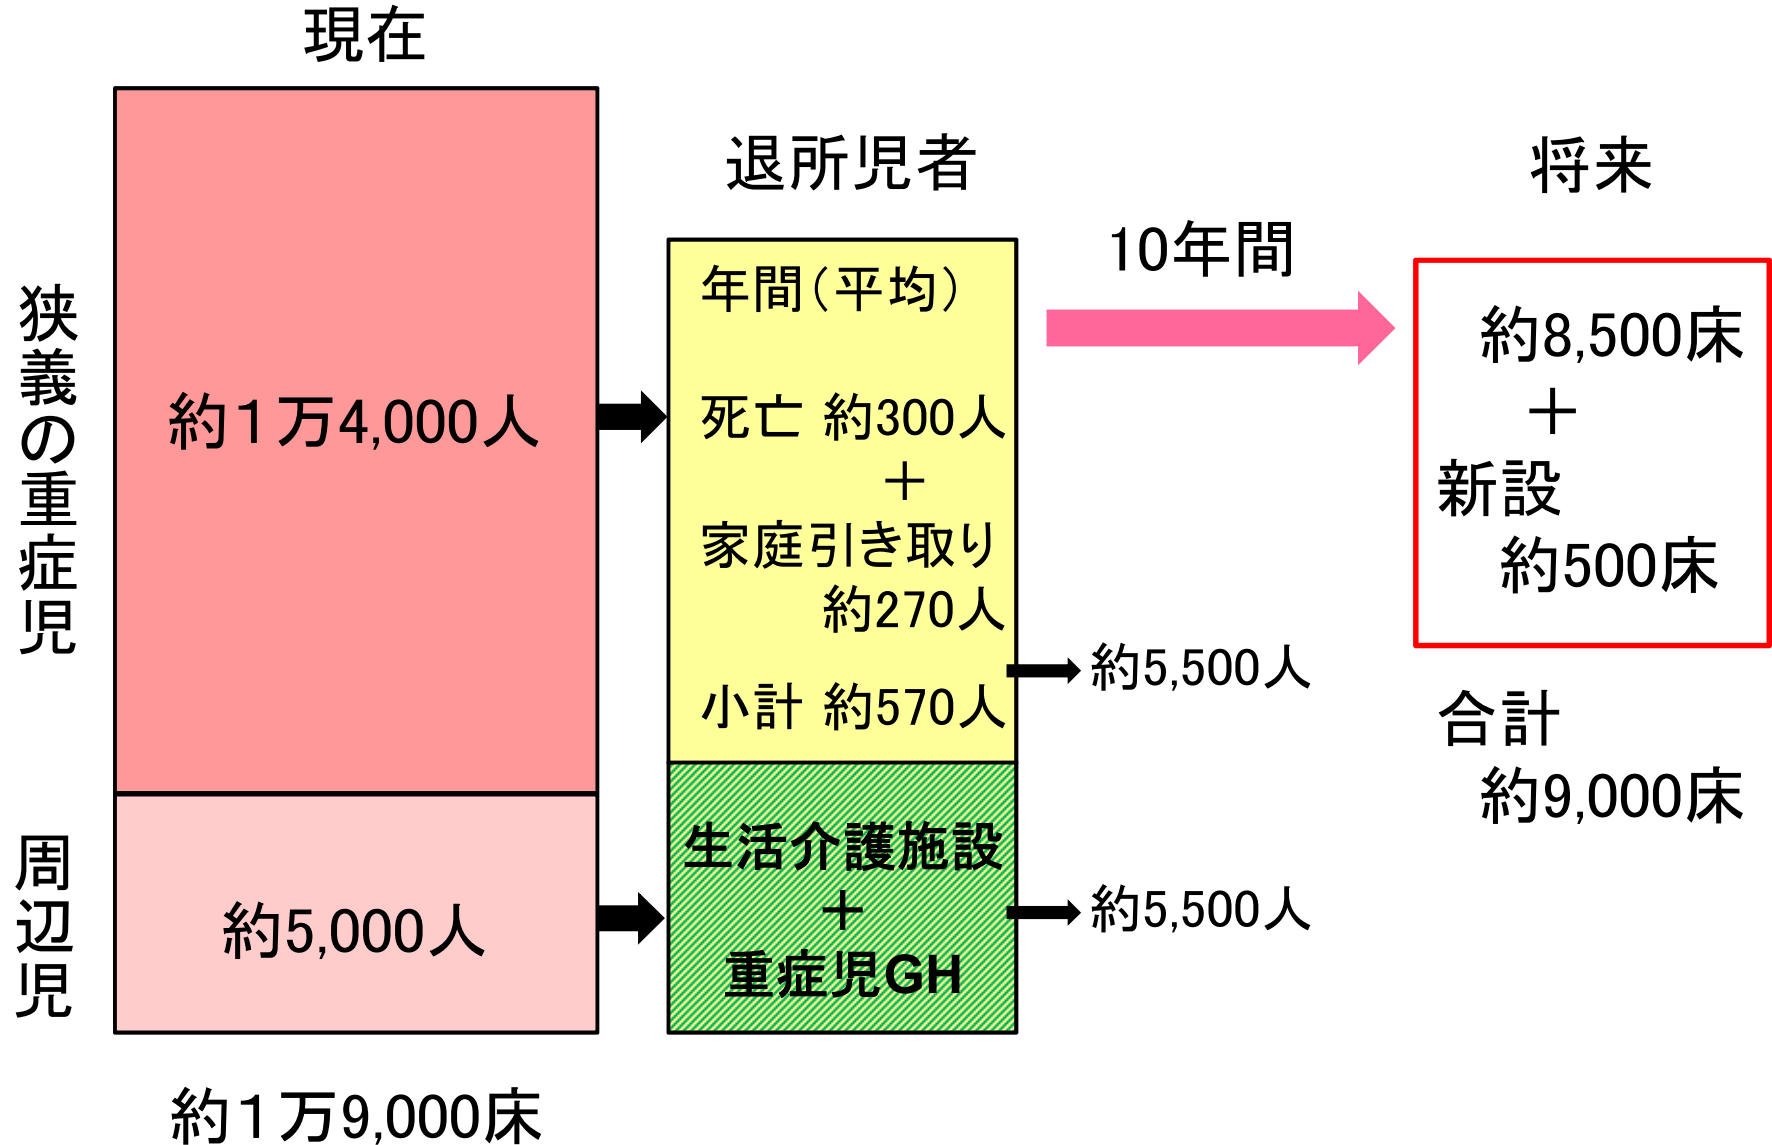 現在
狭義の重症児
約１万4,000人
周辺児
約5,000人
約１万9,000床
退所児者
年間（平均）
死亡 約300人
＋
家庭引き取り
約270人
小計 約570人
生活介護施設
＋
重症児GH
約5,500人
約5,500人
10年間
将来
約8,500床
＋
新設
約500床
合計
約9,000床